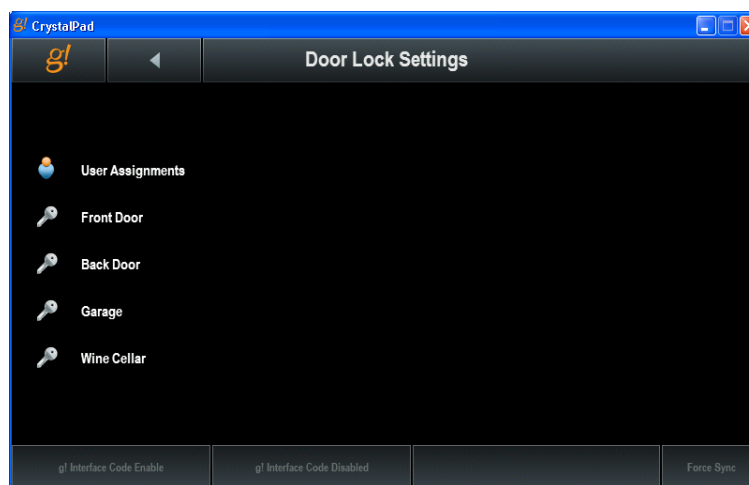 g! CrystalPad
g! Door Lock Settings
User Assignments
Front Door
Back Door
Garage
Wine Cellar
g! Interface Code Enable g! Interface Code Disabled Force Sync